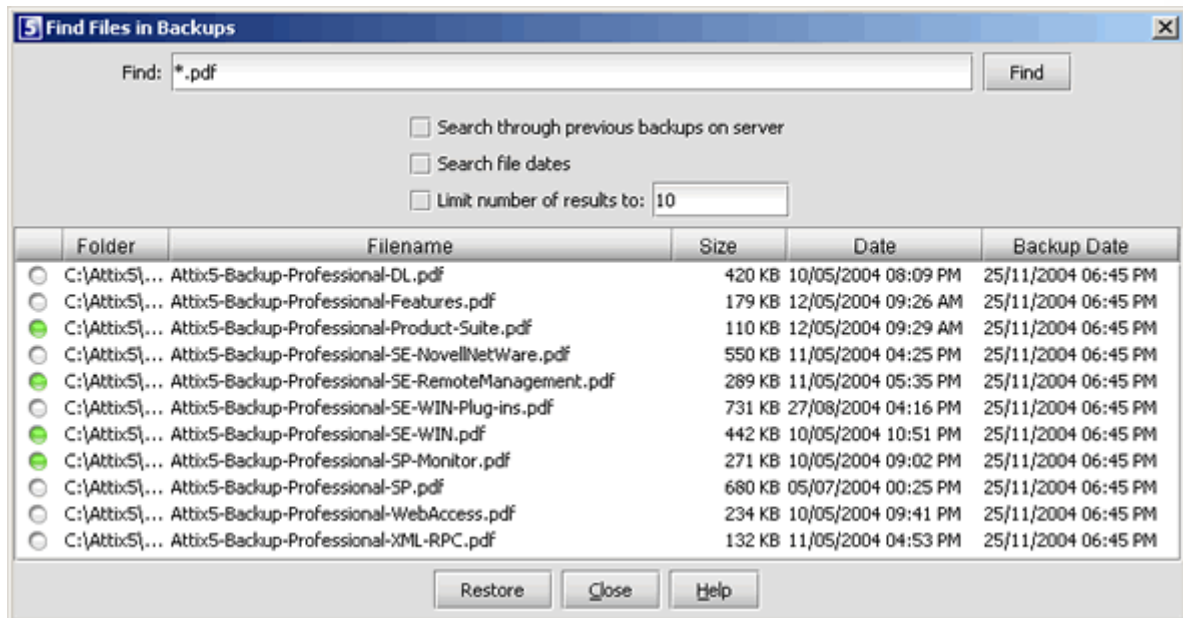 5 Find Files in Backups
Find: *.pdf Find
Search through previous backups on server
Search file dates
Limit number of results to: 10
Folder Filename Size Date Backup Date
C:\Attix5\... Attix5-Backup-Professional-DL.pdf 420 KB 10/05/2004 08:09 PM 25/11/2004 06:45 PM
C:\Attix5\... Attix5-Backup-Professional-Features.pdf 179 KB 12/05/2004 09:26 AM 25/11/2004 06:45 PM
C:\Attix5\... Attix5-Backup-Professional-Product-Suite.pdf 110 KB 12/05/2004 09:29 AM 25/11/2004 06:45 PM
C:\Attix5\... Attix5-Backup-Professional-SE-NovellNetWare.pdf 550 KB 11/05/2004 04:25 PM 25/11/2004 06:45 PM
C:\Attix5\... Attix5-Backup-Professional-SE-RemoteManagement.pdf 289 KB 11/05/2004 05:35 PM 25/11/2004 06:45 PM
C:\Attix5\... Attix5-Backup-Professional-SE-WIN-Plug-ins.pdf 731 KB 27/08/2004 04:16 PM 25/11/2004 06:45 PM
C:\Attix5\... Attix5-Backup-Professional-SE-WIN.pdf 442 KB 10/05/2004 10:51 PM 25/11/2004 06:45 PM
C:\Attix5\... Attix5-Backup-Professional-SP-Monitor.pdf 271 KB 10/05/2004 09:02 PM 25/11/2004 06:45 PM
C:\Attix5\... Attix5-Backup-Professional-SP.pdf 680 KB 05/07/2004 00:25 PM 25/11/2004 06:45 PM
C:\Attix5\... Attix5-Backup-Professional-WebAccess.pdf 234 KB 10/05/2004 09:41 PM 25/11/2004 06:45 PM
C:\Attix5\... Attix5-Backup-Professional-XML-RPC.pdf 132 KB 11/05/2004 04:53 PM 25/11/2004 06:45 PM
Restore Close Help